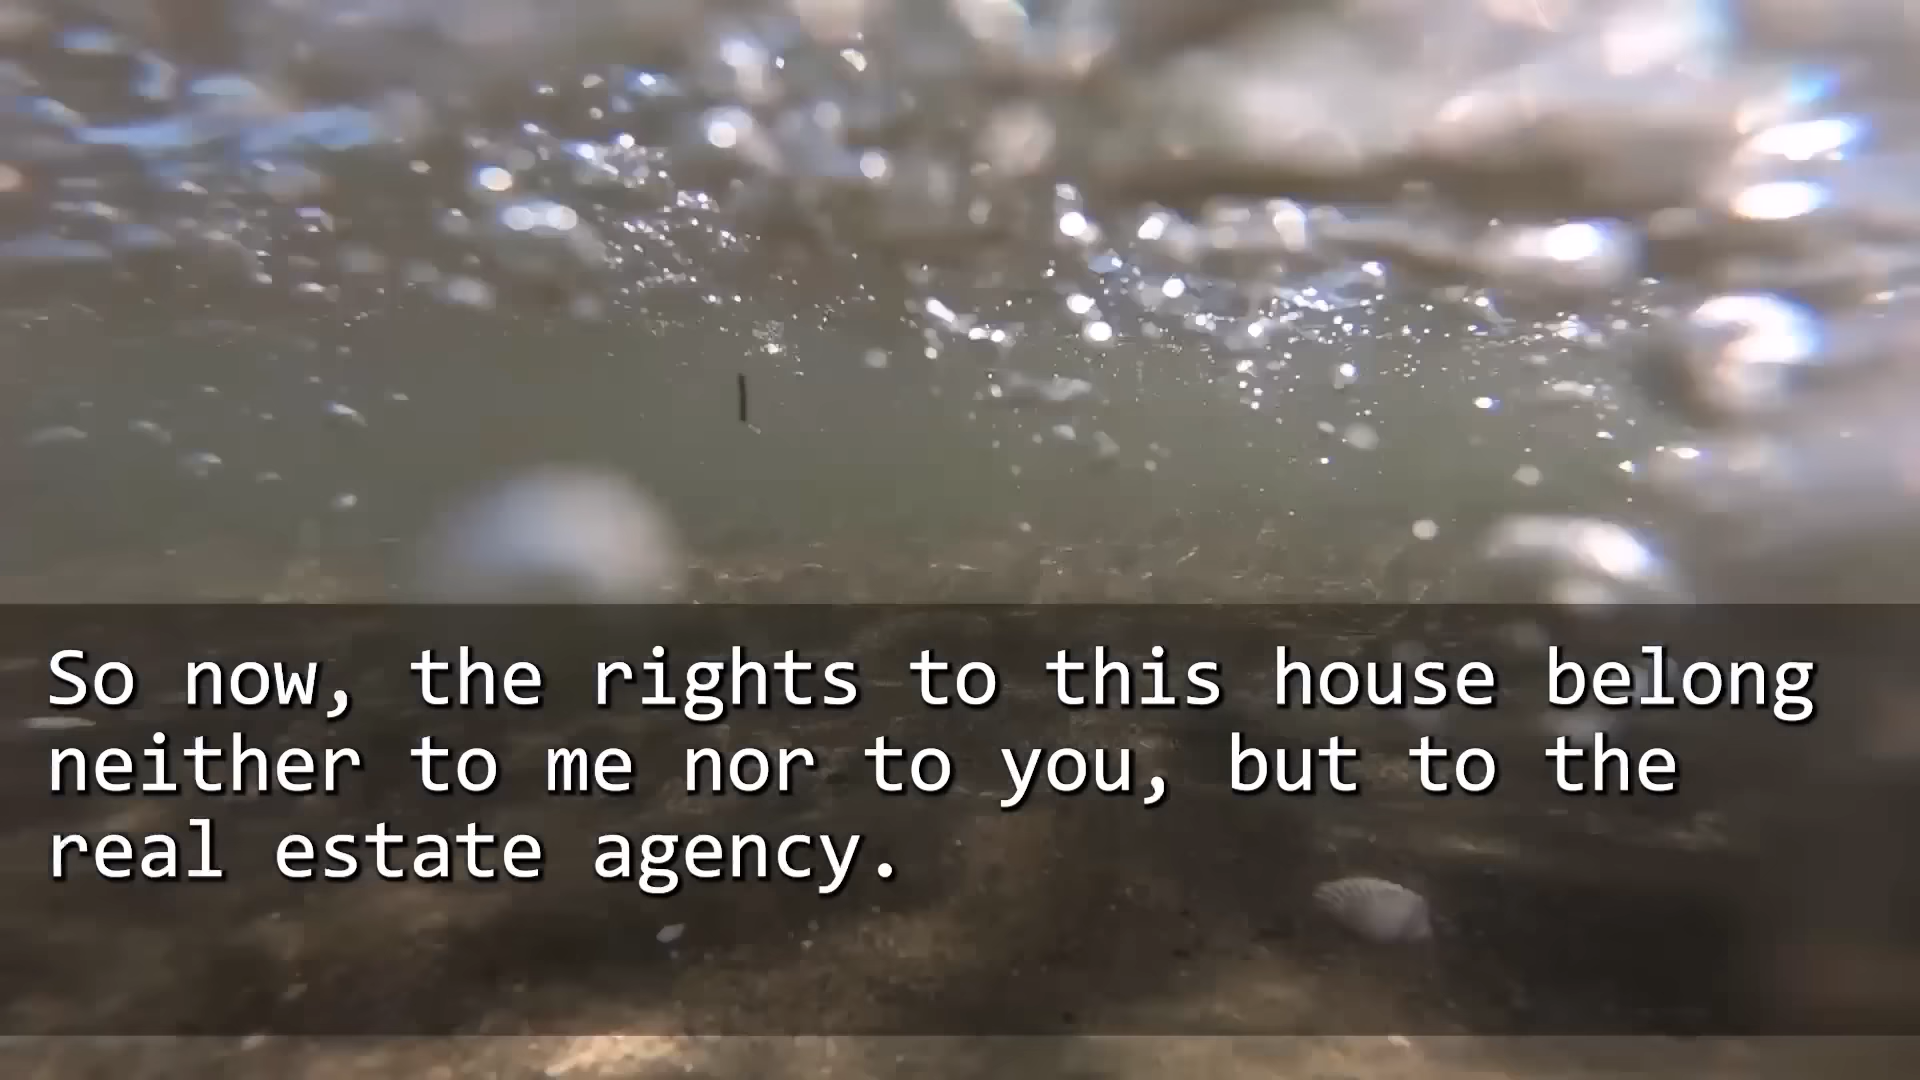 So now, the rights to this house belong
neither to me nor to you, but to the
real estate agency.